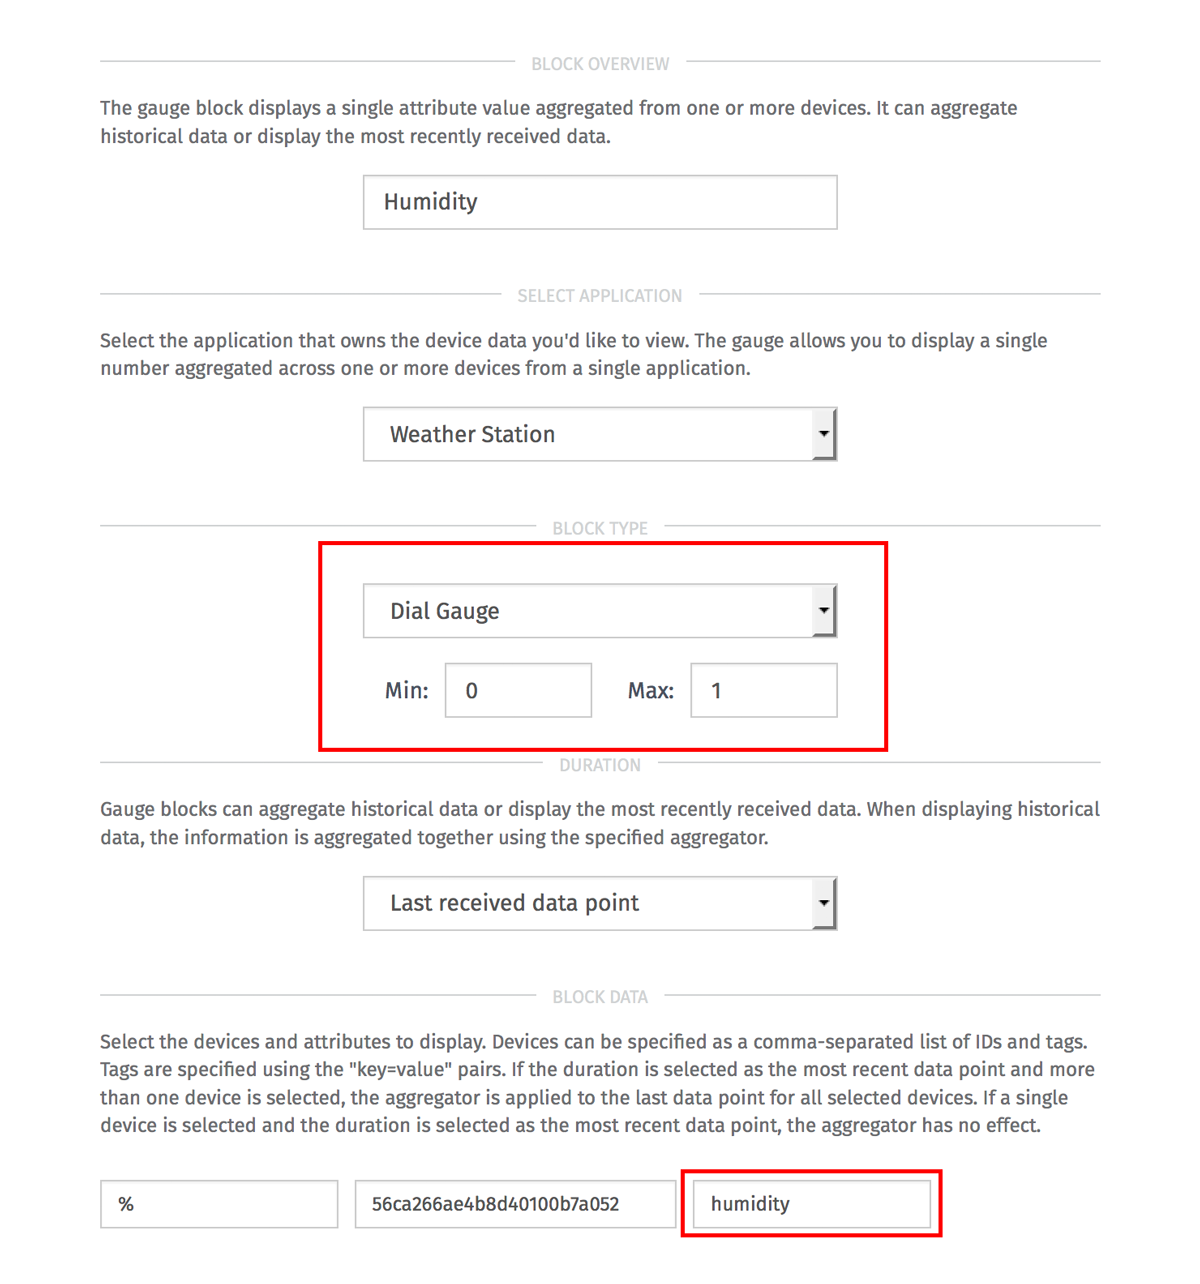 BLOCK OVERVIEW
The gauge block displays a single attribute value aggregated from one or more devices. It can aggregate
historical data or display the most recently received data.
Humidity
SELECT APPLICATION
Select the application that owns the device data you'd like to view. The gauge allows you to display a single
number aggregated across one or more devices from a single application.
Weather Station
BLOCK TYPE
Dial Gauge
Min: 0 Max: 1
DURATION
Gauge blocks can aggregate historical data or display the most recently received data. When displaying historical
data, the information is aggregated together using the specified aggregator.
Last received data point
BLOCK DATA
Select the devices and attributes to display. Devices can be specified as a comma-separated list of IDs and tags.
Tags are specified using the "key=value" pairs. If the duration is selected as the most recent data point and more
than one device is selected, the aggregator is applied to the last data point for all selected devices. If a single
device is selected and the duration is selected as the most recent data point, the aggregator has no effect.
% 56ca266ae4b8d40100b7a052 humidity